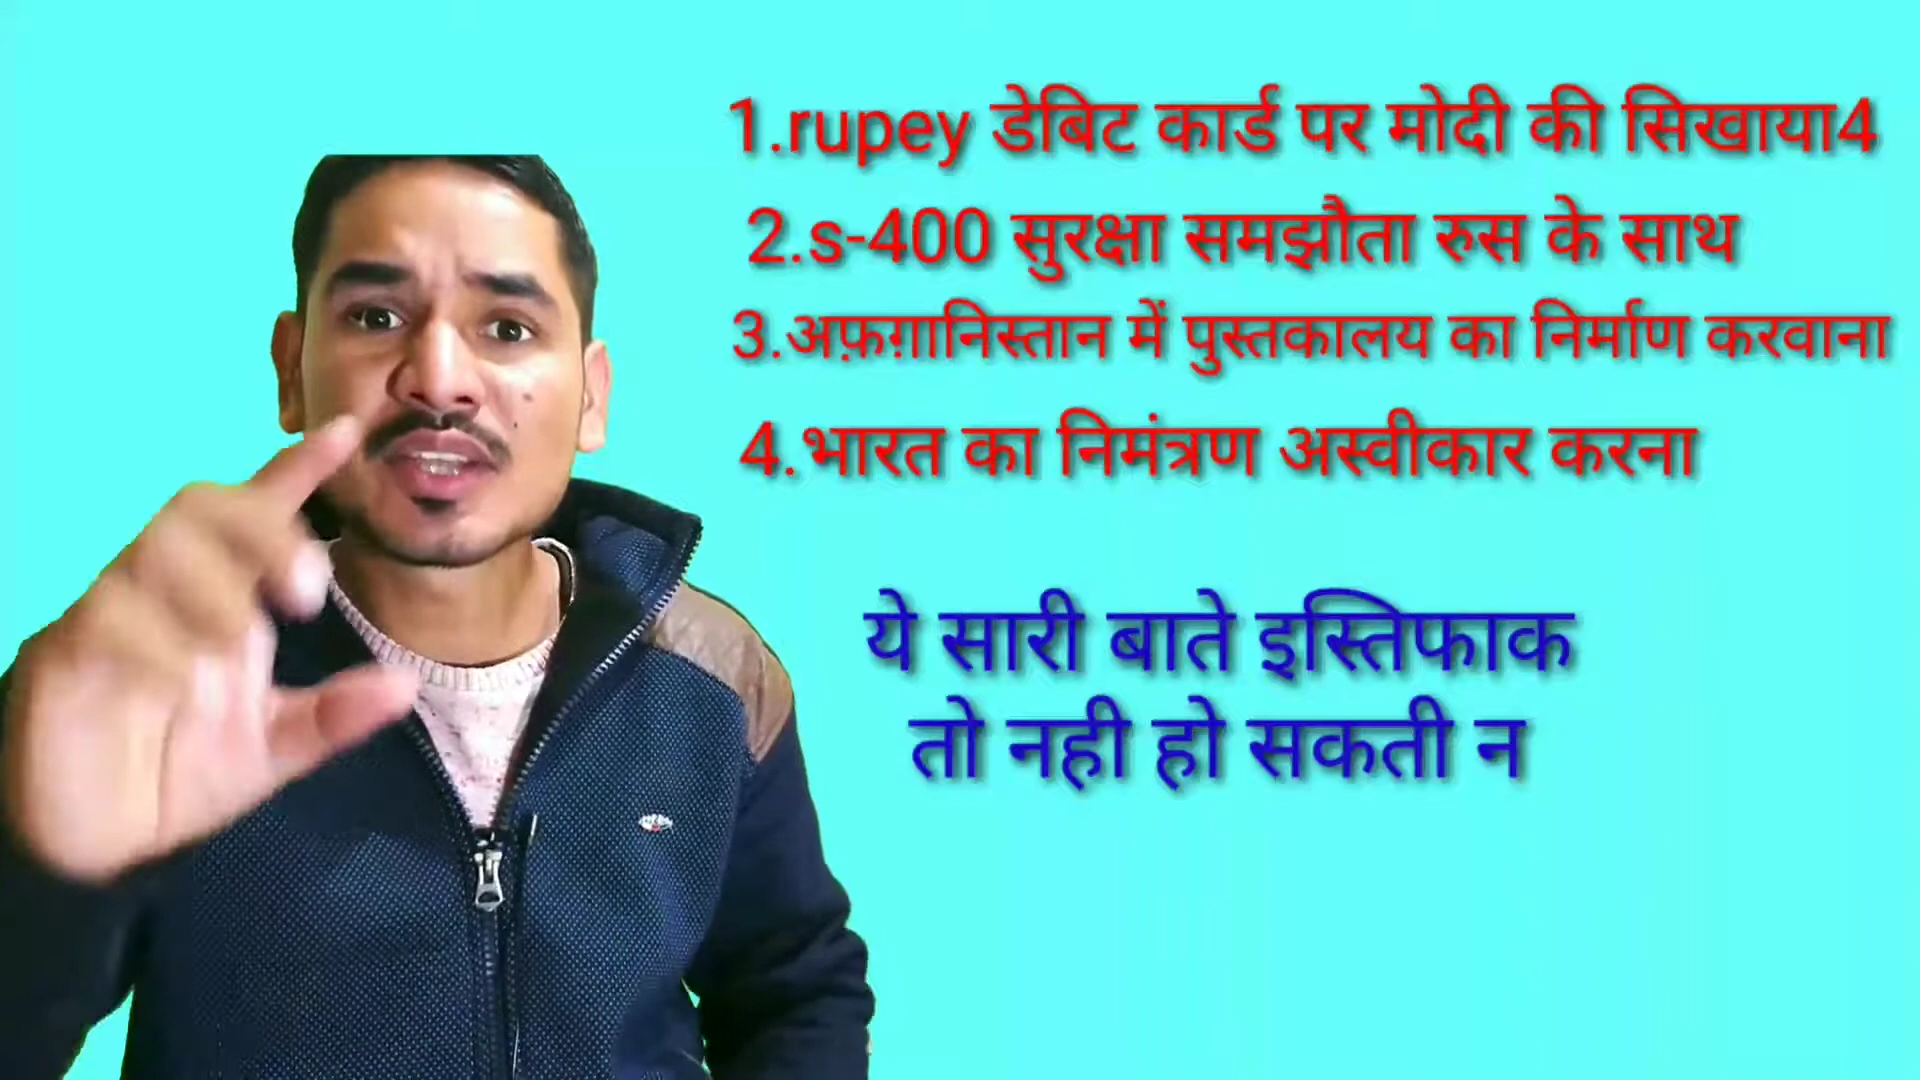 1.rupey डेबिट कार्ड पर मोदी की सिखाया4
2.s-400 सुरक्षा समझौता रुस के साथ
3.अफ़ग़ानिस्तान में पुस्तकालय का निर्माण करवाना
4.भारत का निमंत्रण अस्वीकार करना
ये सारी बाते इस्तिफाक
तो नही हो सकती न